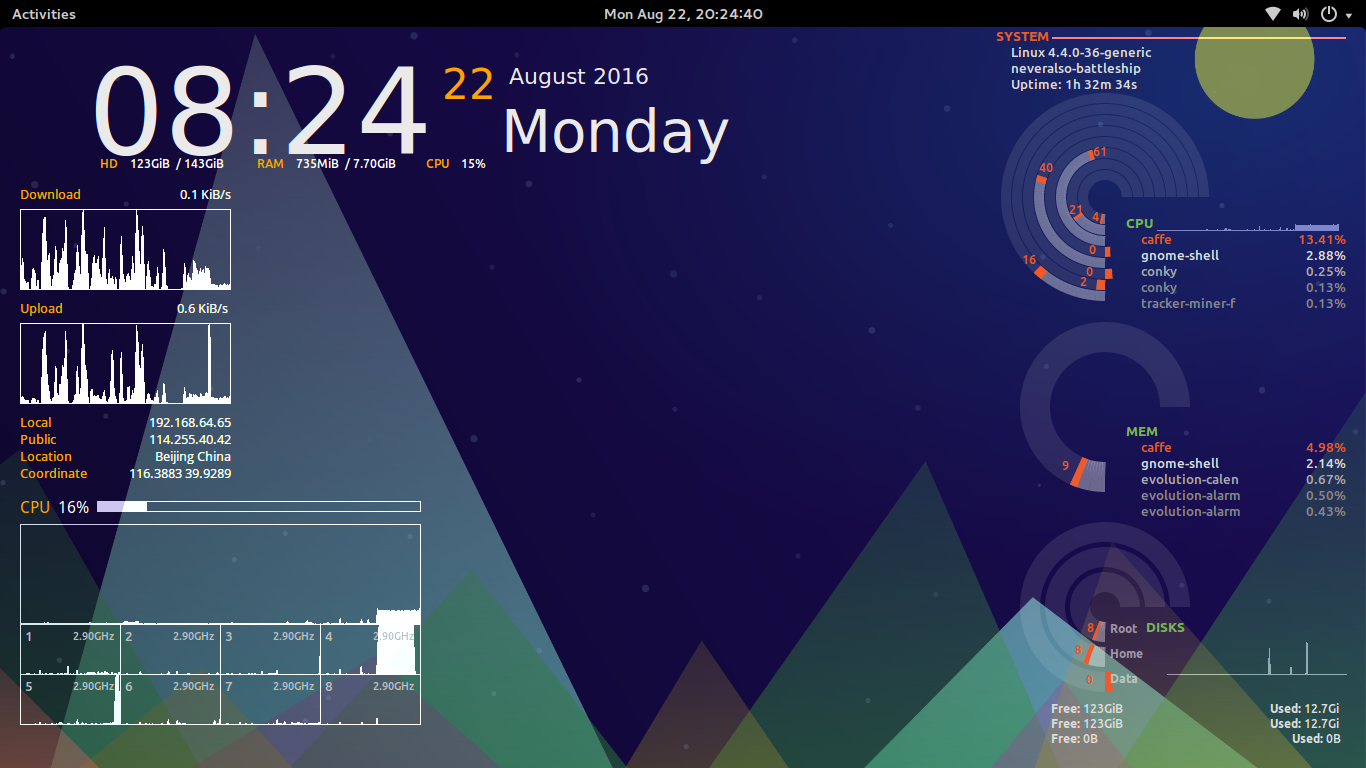 Activities
Mon Aug 22, 20:24:40
08:24
22
August 2016
Monday
HD 123GiB / 143GiB RAM 735MiB / 7.70GiB CPU 15%
Download 0.1 KiB/s
Upload 0.6 KiB/s
Local 192.168.64.65
Public 114.255.40.42
Location Beijing China
Coordinate 116.3883 39.9289
CPU 16%
1 2.90GHz 2 2.90GHz 3 2.90GHz 4 2.90GHz
5 2.90GHz 6 2.90GHz 7 2.90GHz 8 2.90GHz
SYSTEM
Linux 4.4.0-36-generic
neveralso-battleship
Uptime: 1h 32m 34s
61
40
21
4
0
16
0
2
CPU
caffe 13.41%
gnome-shell 2.88%
conky 0.25%
conky 0.13%
tracker-miner-f 0.13%
MEM
9
caffe 4.98%
gnome-shell 2.14%
evolution-calen 0.67%
evolution-alarm 0.50%
evolution-alarm 0.43%
8 Root DISKS
8 Home
0 Data
Free: 123GiB Used: 12.7Gi
Free: 123GiB Used: 12.7Gi
Free: 0B Used: 0B